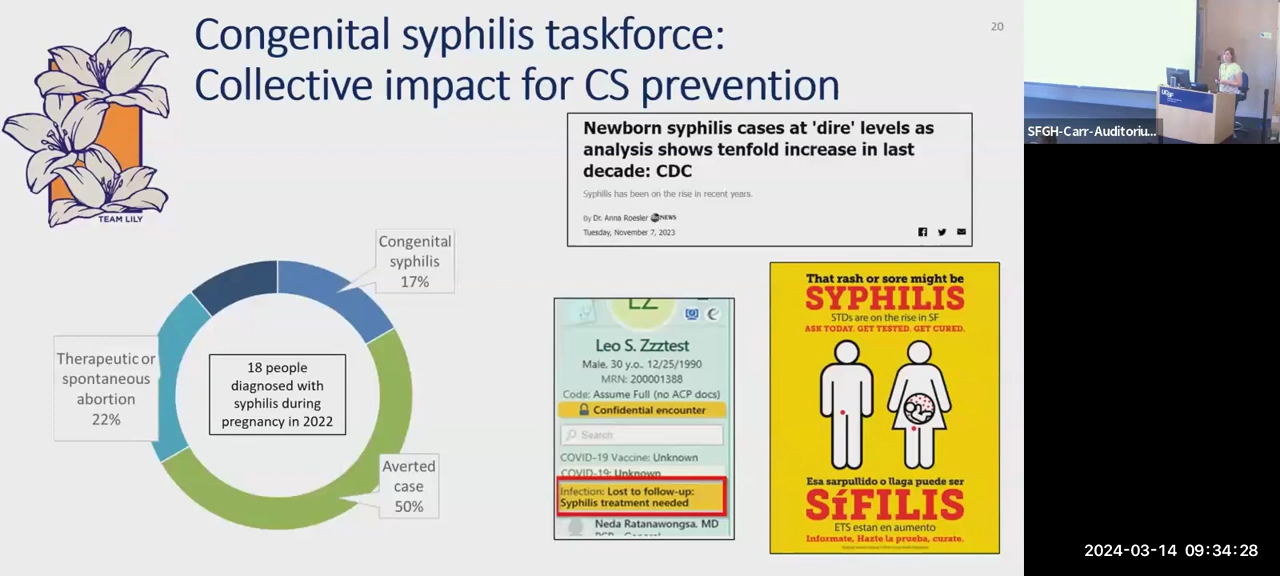 Congenital syphilis taskforce:
Collective impact for CS prevention
20
TEAM LILY
Newborn syphilis cases at 'dire' levels as
analysis shows tenfold increase in last
decade: CDC
Syphilis has been on the rise in recent years.
By Dr. Anna Roesler abc NEWS
Tuesday, November 7, 2023
Congenital
syphilis
17%
Therapeutic or
spontaneous
abortion
22%
18 people
diagnosed with
syphilis during
pregnancy in 2022
Averted
case
50%
LZ
Leo S. Zzztest
Male, 30 y.o., 12/25/1990
MRN: 200001388
Code: Assume Full (no ACP docs)
Confidential encounter
Search
COVID-19 Vaccine: Unknown
COVID-19: Unknown
Infection: Lost to follow-up:
Syphilis treatment needed
Neda Ratanawongsa, MD
PCP - General
That rash or sore might be
SYPHILIS
STDs are on the rise in SF
ASK TODAY. GET TESTED. GET CURED.
Esa sarpullido o llaga puede ser
SíFILIS
ETS estan en aumento
Informate, Hazte la prueba, curate.
UCSF
SFGH-Carr-Auditoriu...
2024-03-14 09:34:28